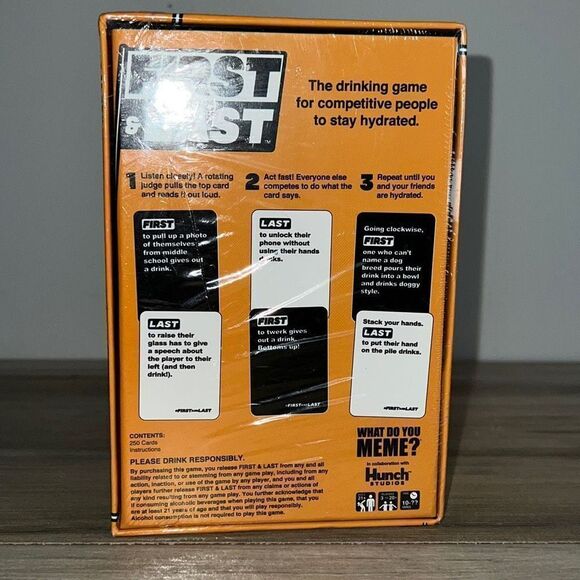 FIRST
& LAST
The drinking game
for competitive people
to stay hydrated.
1 Listen closely! A rotating
judge pulls the top card
and reads it out loud.
2 Act fast! Everyone else
competes to do what the
card says.
3 Repeat until you
and your friends
are hydrated.
FIRST
to pull up a photo
of themselves
from middle
school gives out
a drink.
LAST
to unlock their
phone without
using their hands
drinks.
Going clockwise,
FIRST
one who can't
name a dog
breed pours their
drink into a bowl
and drinks doggy
style.
LAST
to raise their
glass has to give
a speech about
the player to their
left (and then
drink!).
FIRST
to twerk gives
out a drink.
Bottoms up!
Stack your hands.
LAST
to put their hand
on the pile drinks.
#FIRSTANDLAST
#FIRSTANDLAST
#FIRSTANDLAST
CONTENTS:
250 Cards
Instructions
PLEASE DRINK RESPONSIBLY.
By purchasing this game, you release FIRST & LAST from any and all
liability related to or stemming from any game play, including from any
action, inaction, or use of the game by any player, and you and all
players further release FIRST & LAST from any claims or actions of
any kind resulting from any game play. You further acknowledge that
if consuming alcoholic beverages when playing this game, that you
are at least 21 years of age and that you will play responsibly.
Alcohol consumption is not required to play this game.
WHAT DO YOU
MEME?
in collaboration with
Hunch
STUDIOS
21+
3-20+
10-??